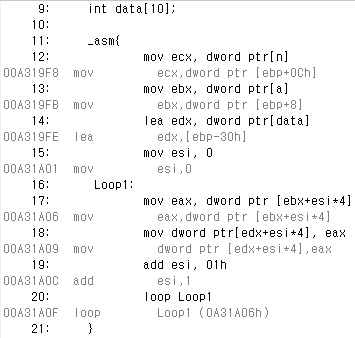 9: int data[10];
10:
11: _asm{
12: mov ecx, dword ptr[n]
00A319F8 mov ecx,dword ptr [ebp+0Ch]
13: mov ebx, dword ptr[a]
00A319FB mov ebx,dword ptr [ebp+8]
14: lea edx, dword ptr[data]
00A319FE lea edx,[ebp-30h]
15: mov esi, 0
00A31A01 mov esi,0
16: Loop1:
17: mov eax, dword ptr [ebx+esi*4]
00A31A06 mov eax,dword ptr [ebx+esi*4]
18: mov dword ptr[edx+esi*4], eax
00A31A09 mov dword ptr [edx+esi*4],eax
19: add esi, 01h
00A31A0C add esi,1
20: loop Loop1
00A31A0F loop Loop1 (0A31A06h)
21: }